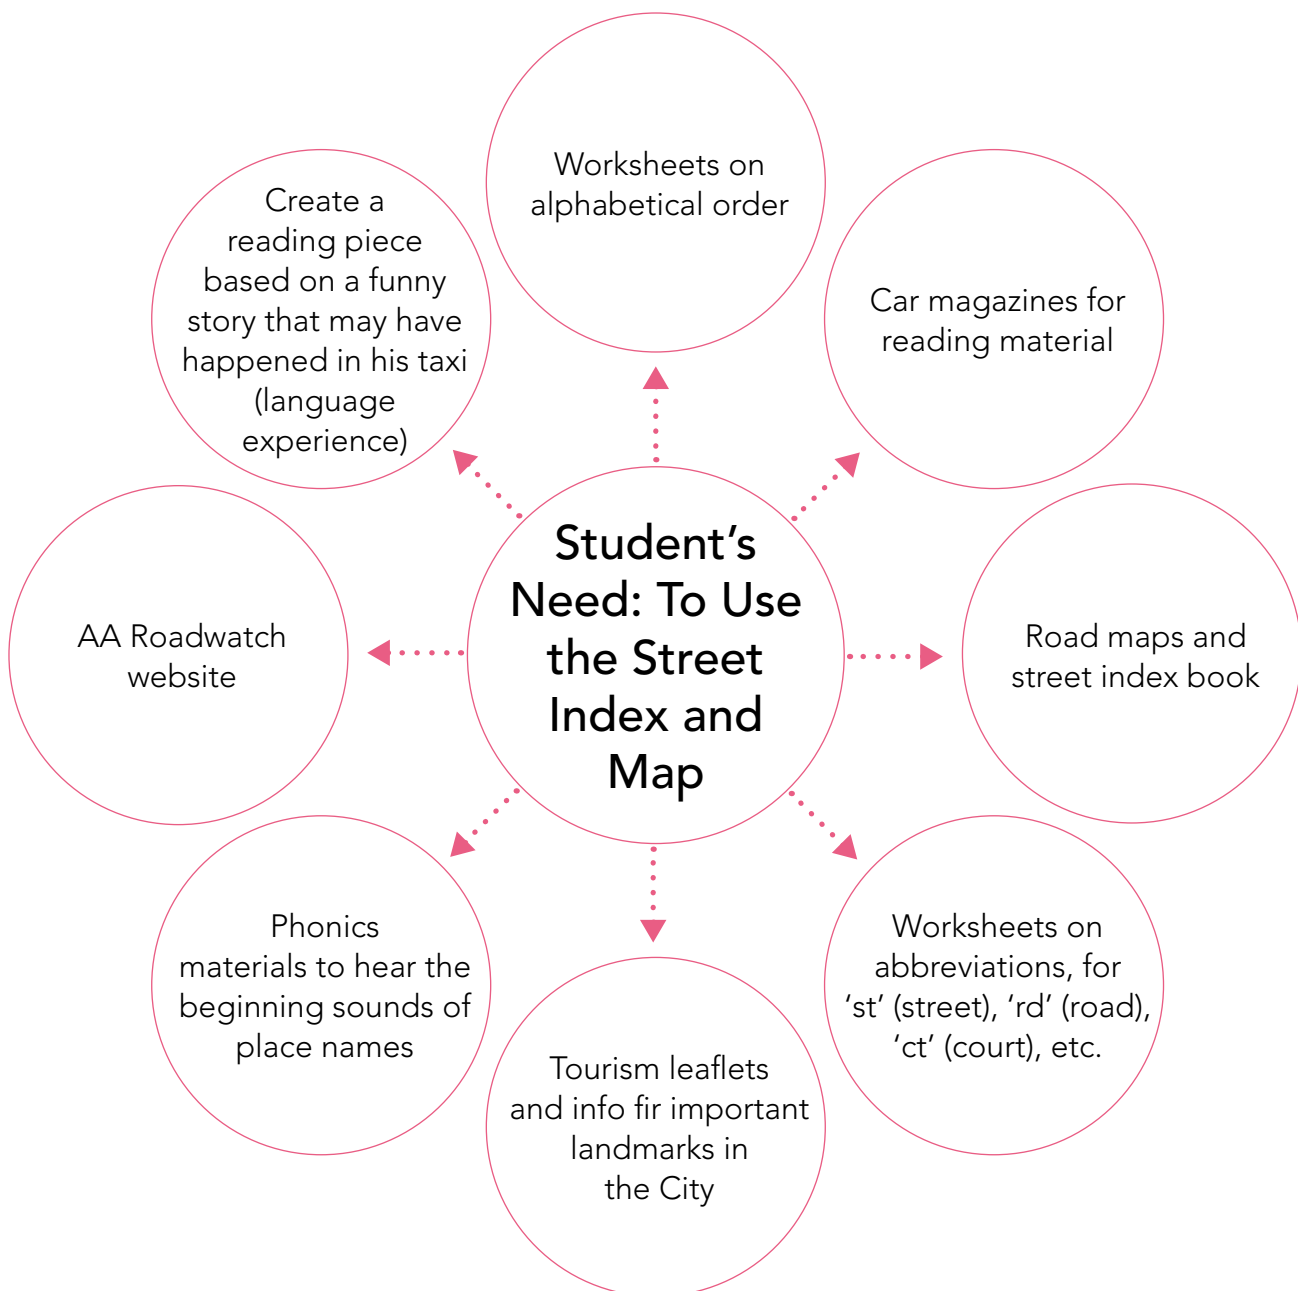 Worksheets on
alphabetical order
Create a
reading piece
based on a funny
story that may have
happened in his taxi
(language
experience)
Car magazines for
reading material
AA Roadwatch
website
Student’s
Need: To Use
the Street
Index and
Map
Road maps and
street index book
Phonics
materials to hear the
beginning sounds of
place names
Tourism leaflets
and info fir important
landmarks in
the City
Worksheets on
abbreviations, for
‘st’ (street), ‘rd’ (road),
‘ct’ (court), etc.